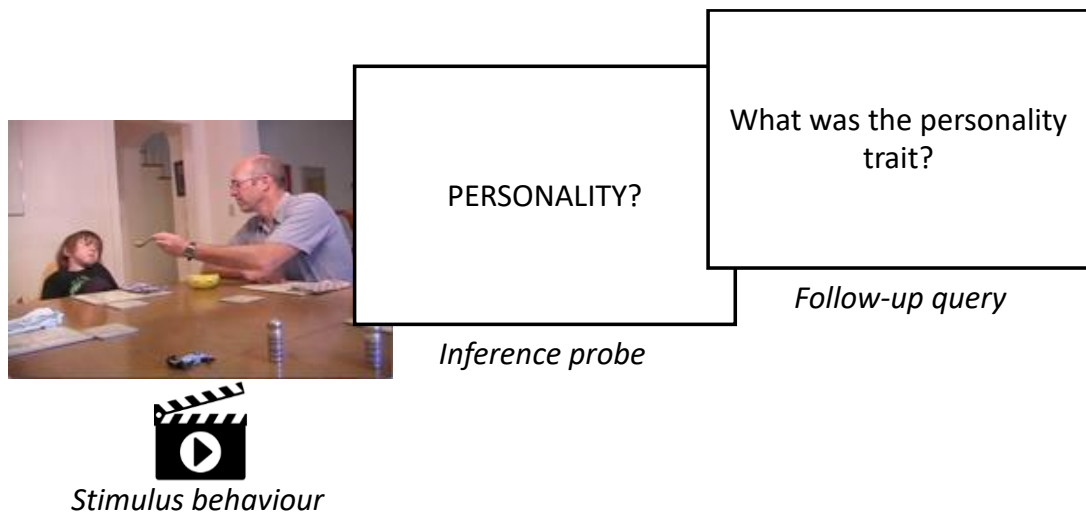 What was the personality
trait?
PERSONALITY?
Follow-up query
Inference probe
Stimulus behaviour